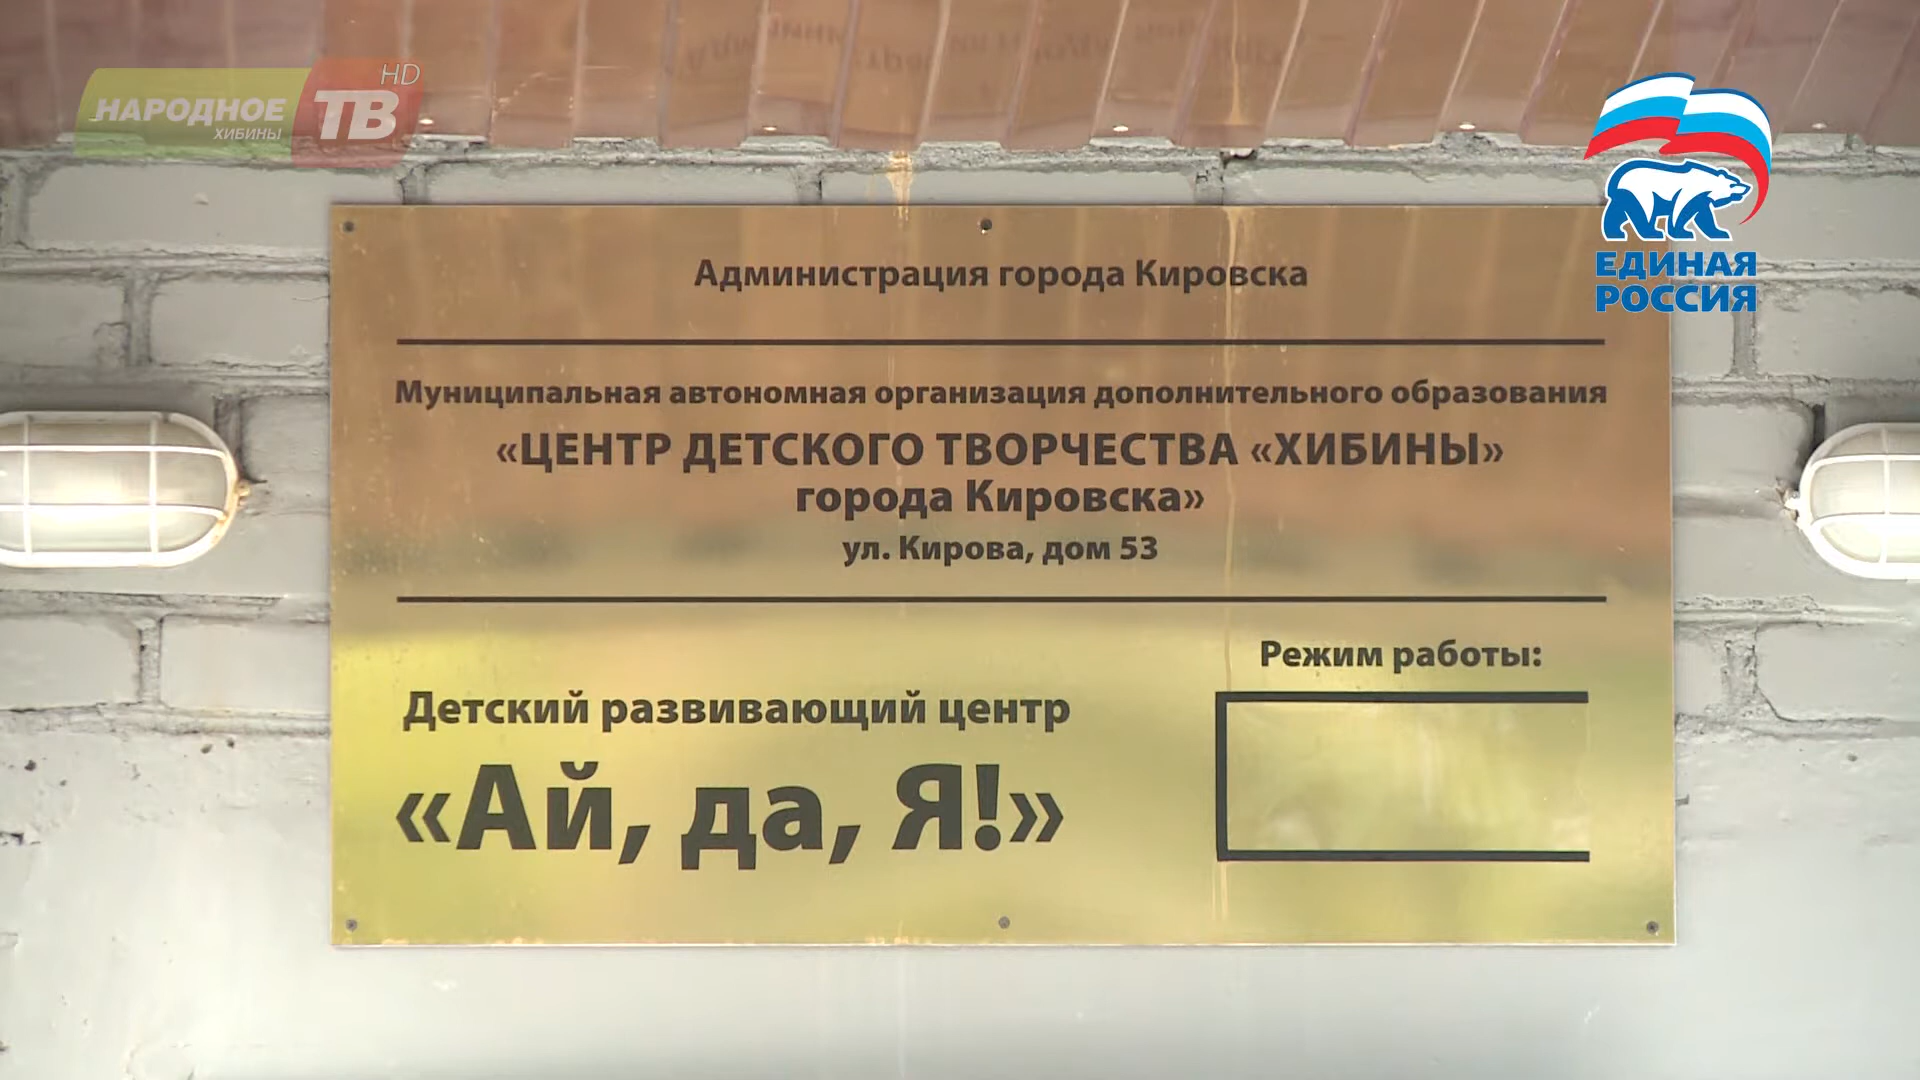 НАРОДНОЕ ТВ HD
ХИБИНЫ
ЕДИНАЯ
РОССИЯ
Администрация города Кировска
Муниципальная автономная организация дополнительного образования
«ЦЕНТР ДЕТСКОГО ТВОРЧЕСТВА «ХИБИНЫ»
города Кировска»
ул. Кирова, дом 53
Режим работы:
Детский развивающий центр
«Ай, да, Я!»